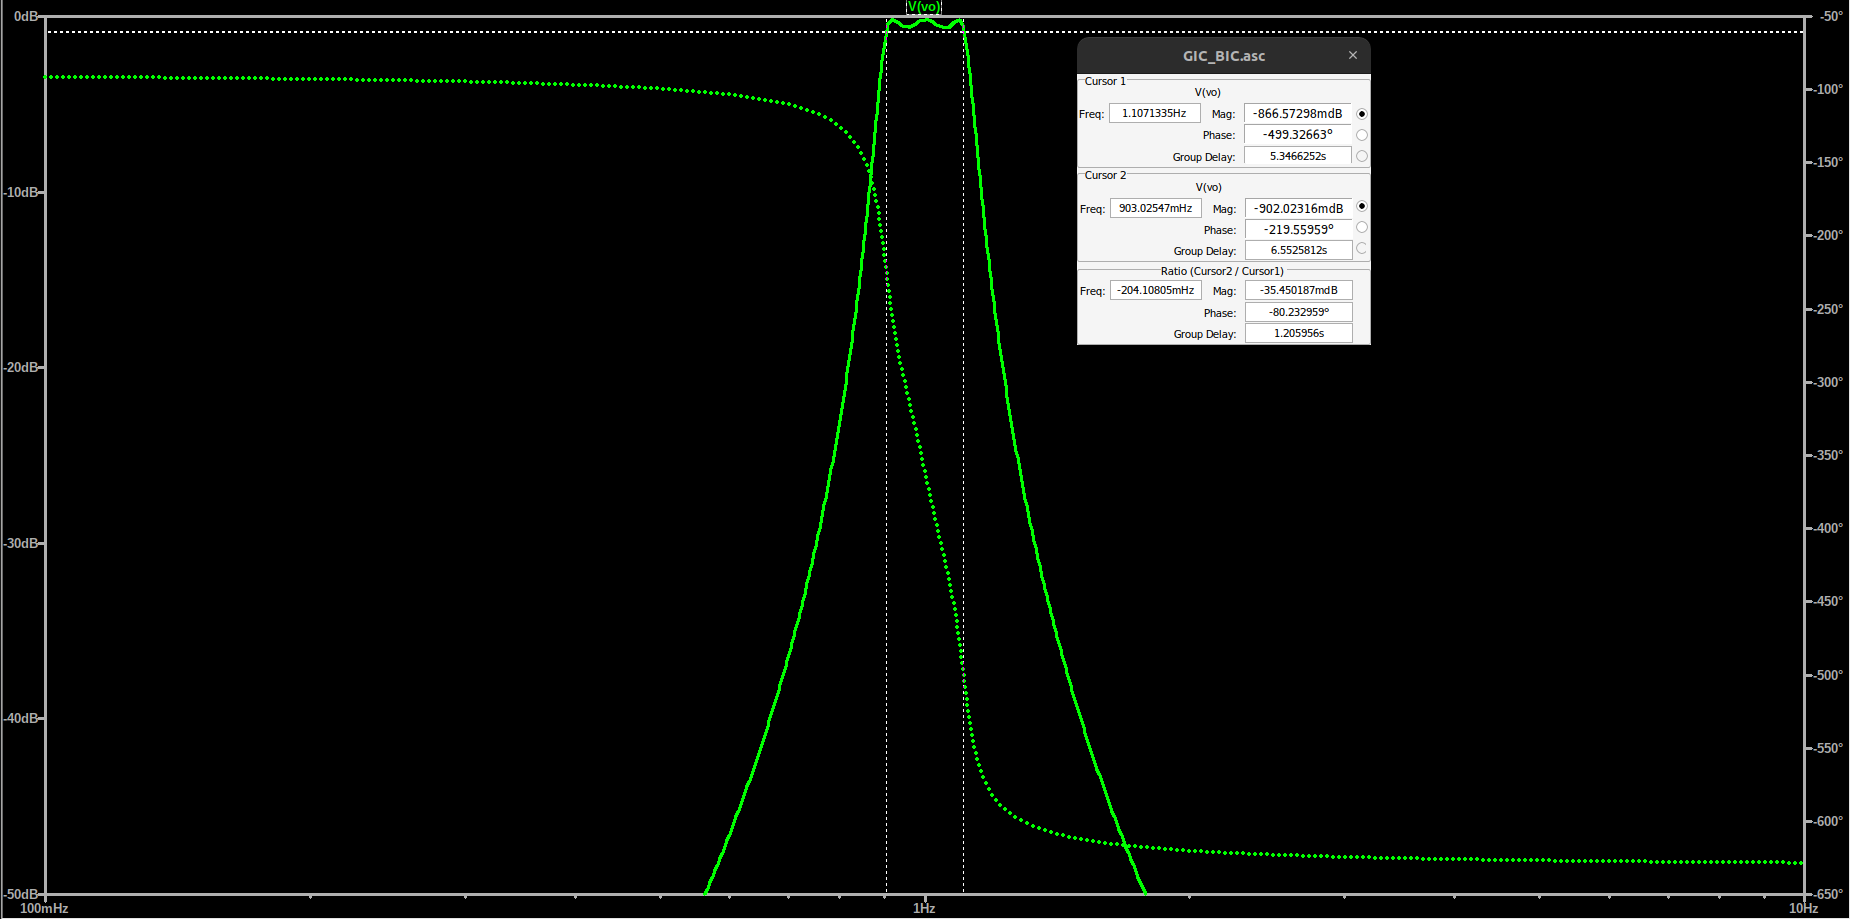 V(vo)
0dB
-10dB
-20dB
-30dB
-40dB
-50dB
100mHz
1Hz
10Hz
-50°
-100°
-150°
-200°
-250°
-300°
-350°
-400°
-450°
-500°
-550°
-600°
-650°
GIC_BIC.asc ×
Cursor 1
V(vo)
Freq: 1.1071335Hz Mag: -866.57298mdB
Phase: -499.32663°
Group Delay: 5.3466252s
Cursor 2
V(vo)
Freq: 903.02547mHz Mag: -902.02316mdB
Phase: -219.55959°
Group Delay: 6.5525812s
Ratio (Cursor2 / Cursor1)
Freq: -204.10805mHz Mag: -35.450187mdB
Phase: -80.232959°
Group Delay: 1.205956s